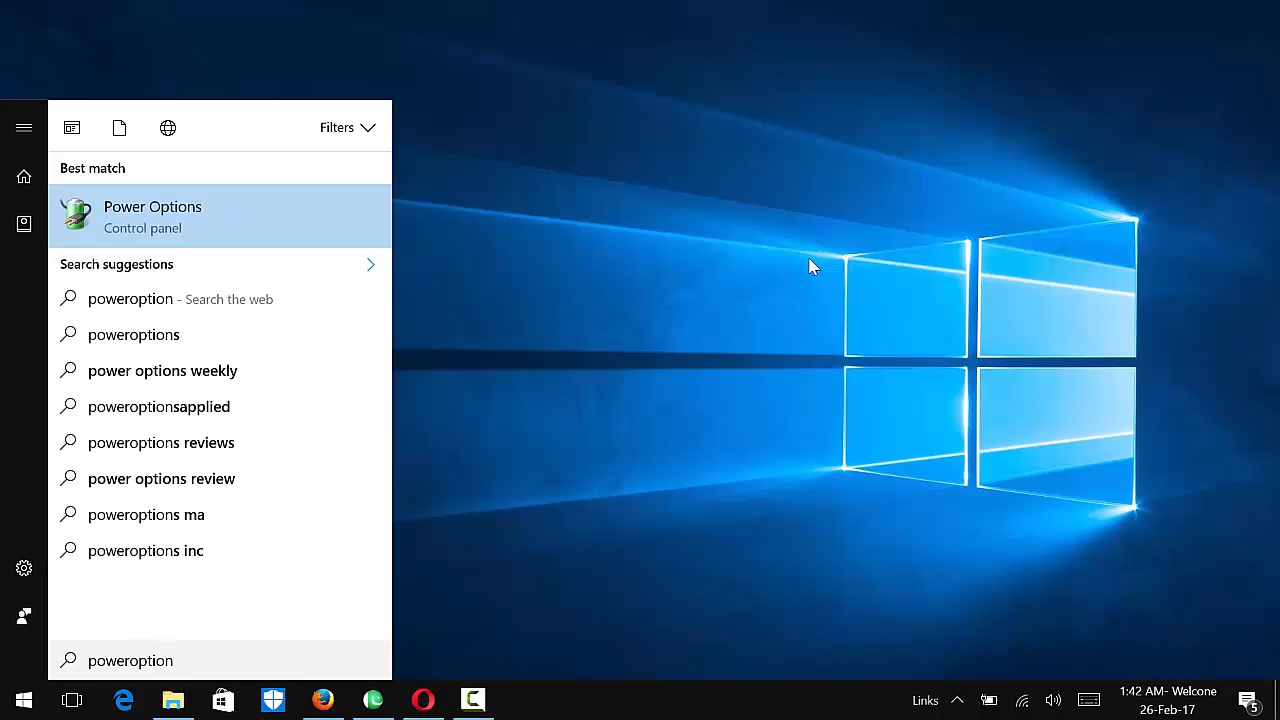 Filters
Best match
Power Options
Control panel
Search suggestions
poweroption - Search the web
poweroptions
power options weekly
poweroptionsapplied
poweroptions reviews
power options review
poweroptions ma
poweroptions inc
poweroption
Links
1:42 AM- Welcome
26-Feb-17
5